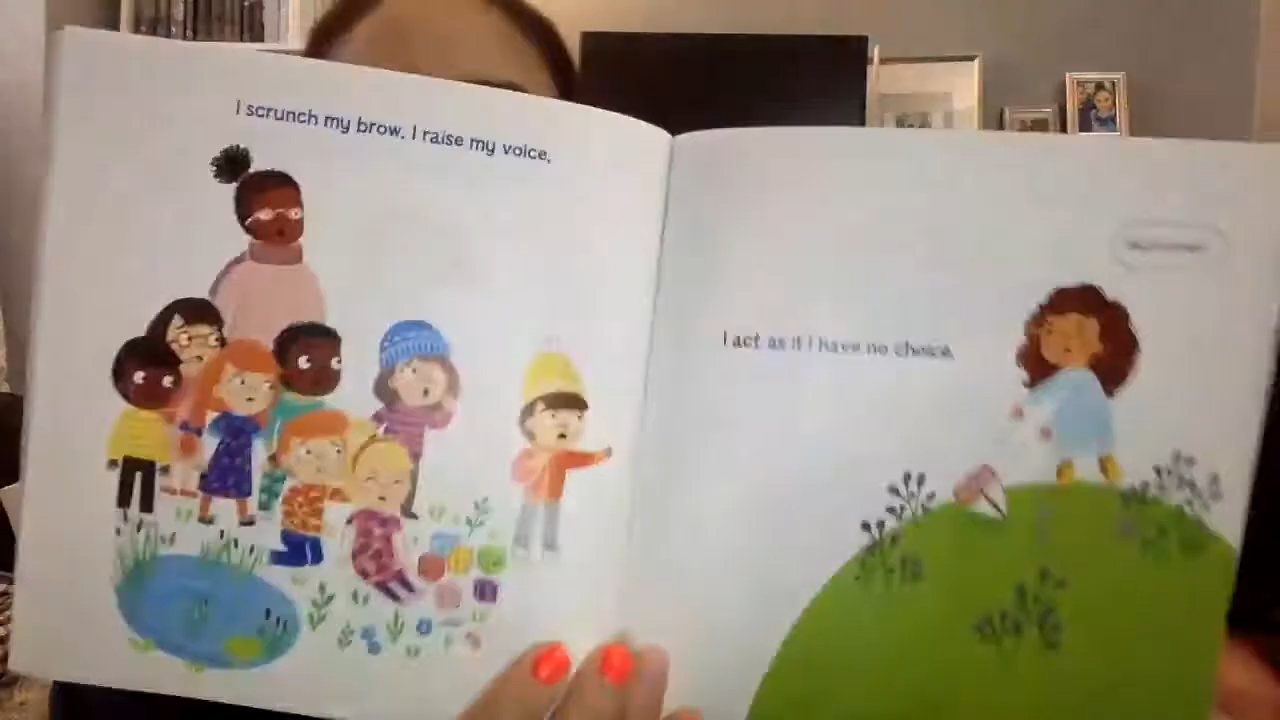 I scrunch my brow. I raise my voice.
I act as if I have no choice.